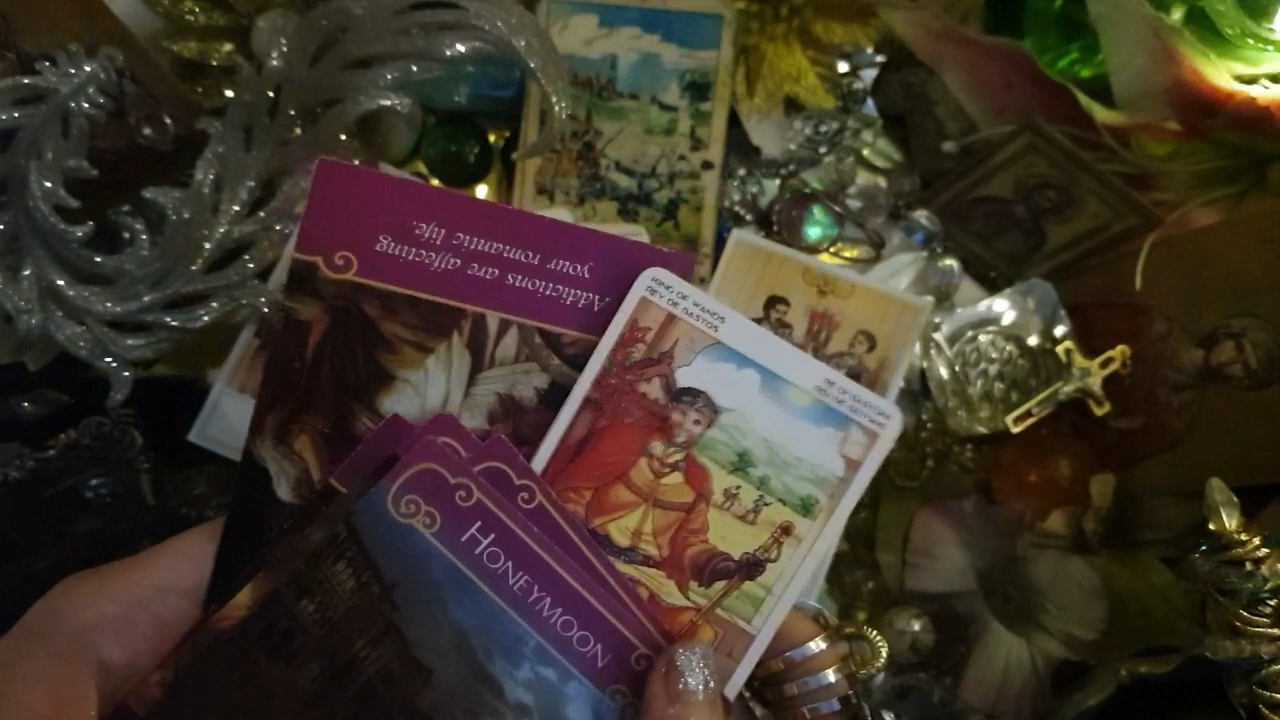 Addictions are affecting
your romantic life.
KING OF WANDS
REY DE BASTOS
HONEYMOON